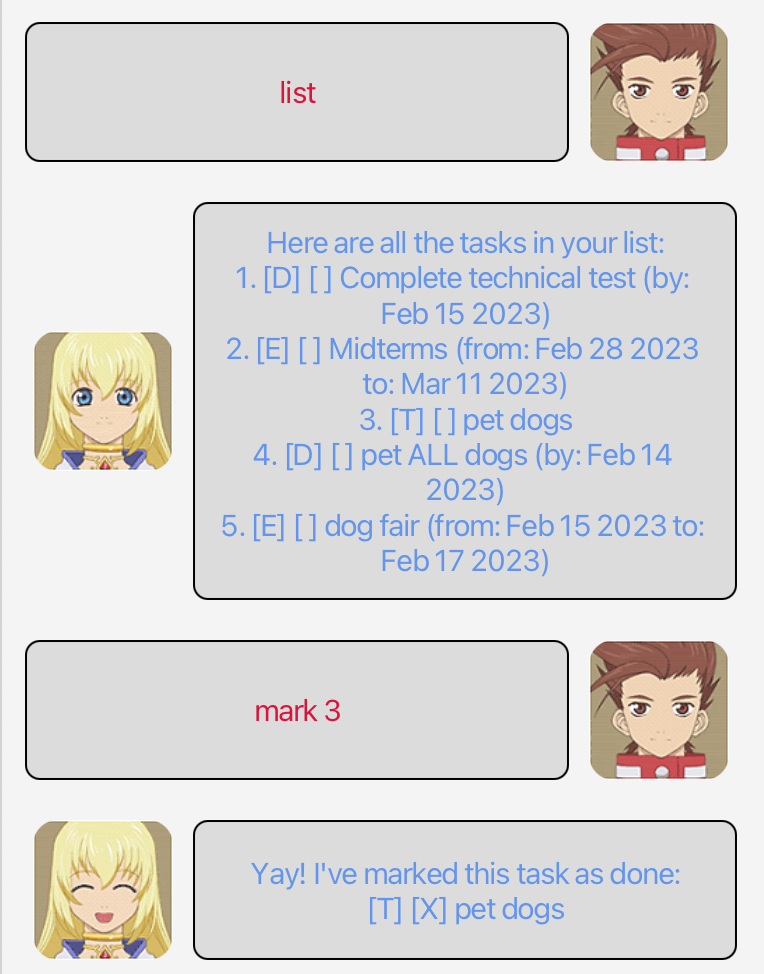 list
Here are all the tasks in your list:
1. [D] [ ] Complete technical test (by:
Feb 15 2023)
2. [E] [ ] Midterms (from: Feb 28 2023
to: Mar 11 2023)
3. [T] [ ] pet dogs
4. [D] [ ] pet ALL dogs (by: Feb 14
2023)
5. [E] [ ] dog fair (from: Feb 15 2023 to:
Feb 17 2023)
mark 3
Yay! I've marked this task as done:
[T] [X] pet dogs